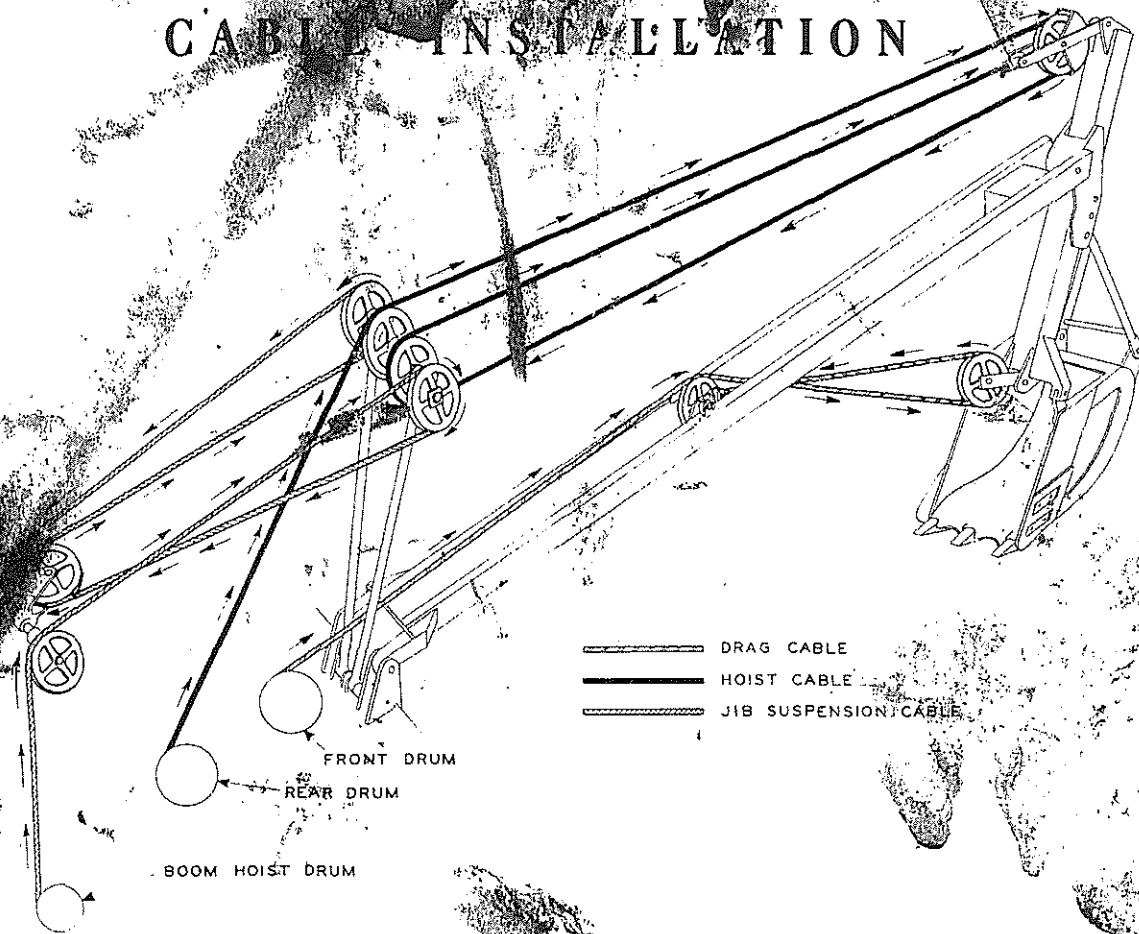 CABLE INSTALLATION
DRAG CABLE
HOIST CABLE
JIB SUSPENSION CABLE
FRONT DRUM
REAR DRUM
BOOM HOIST DRUM